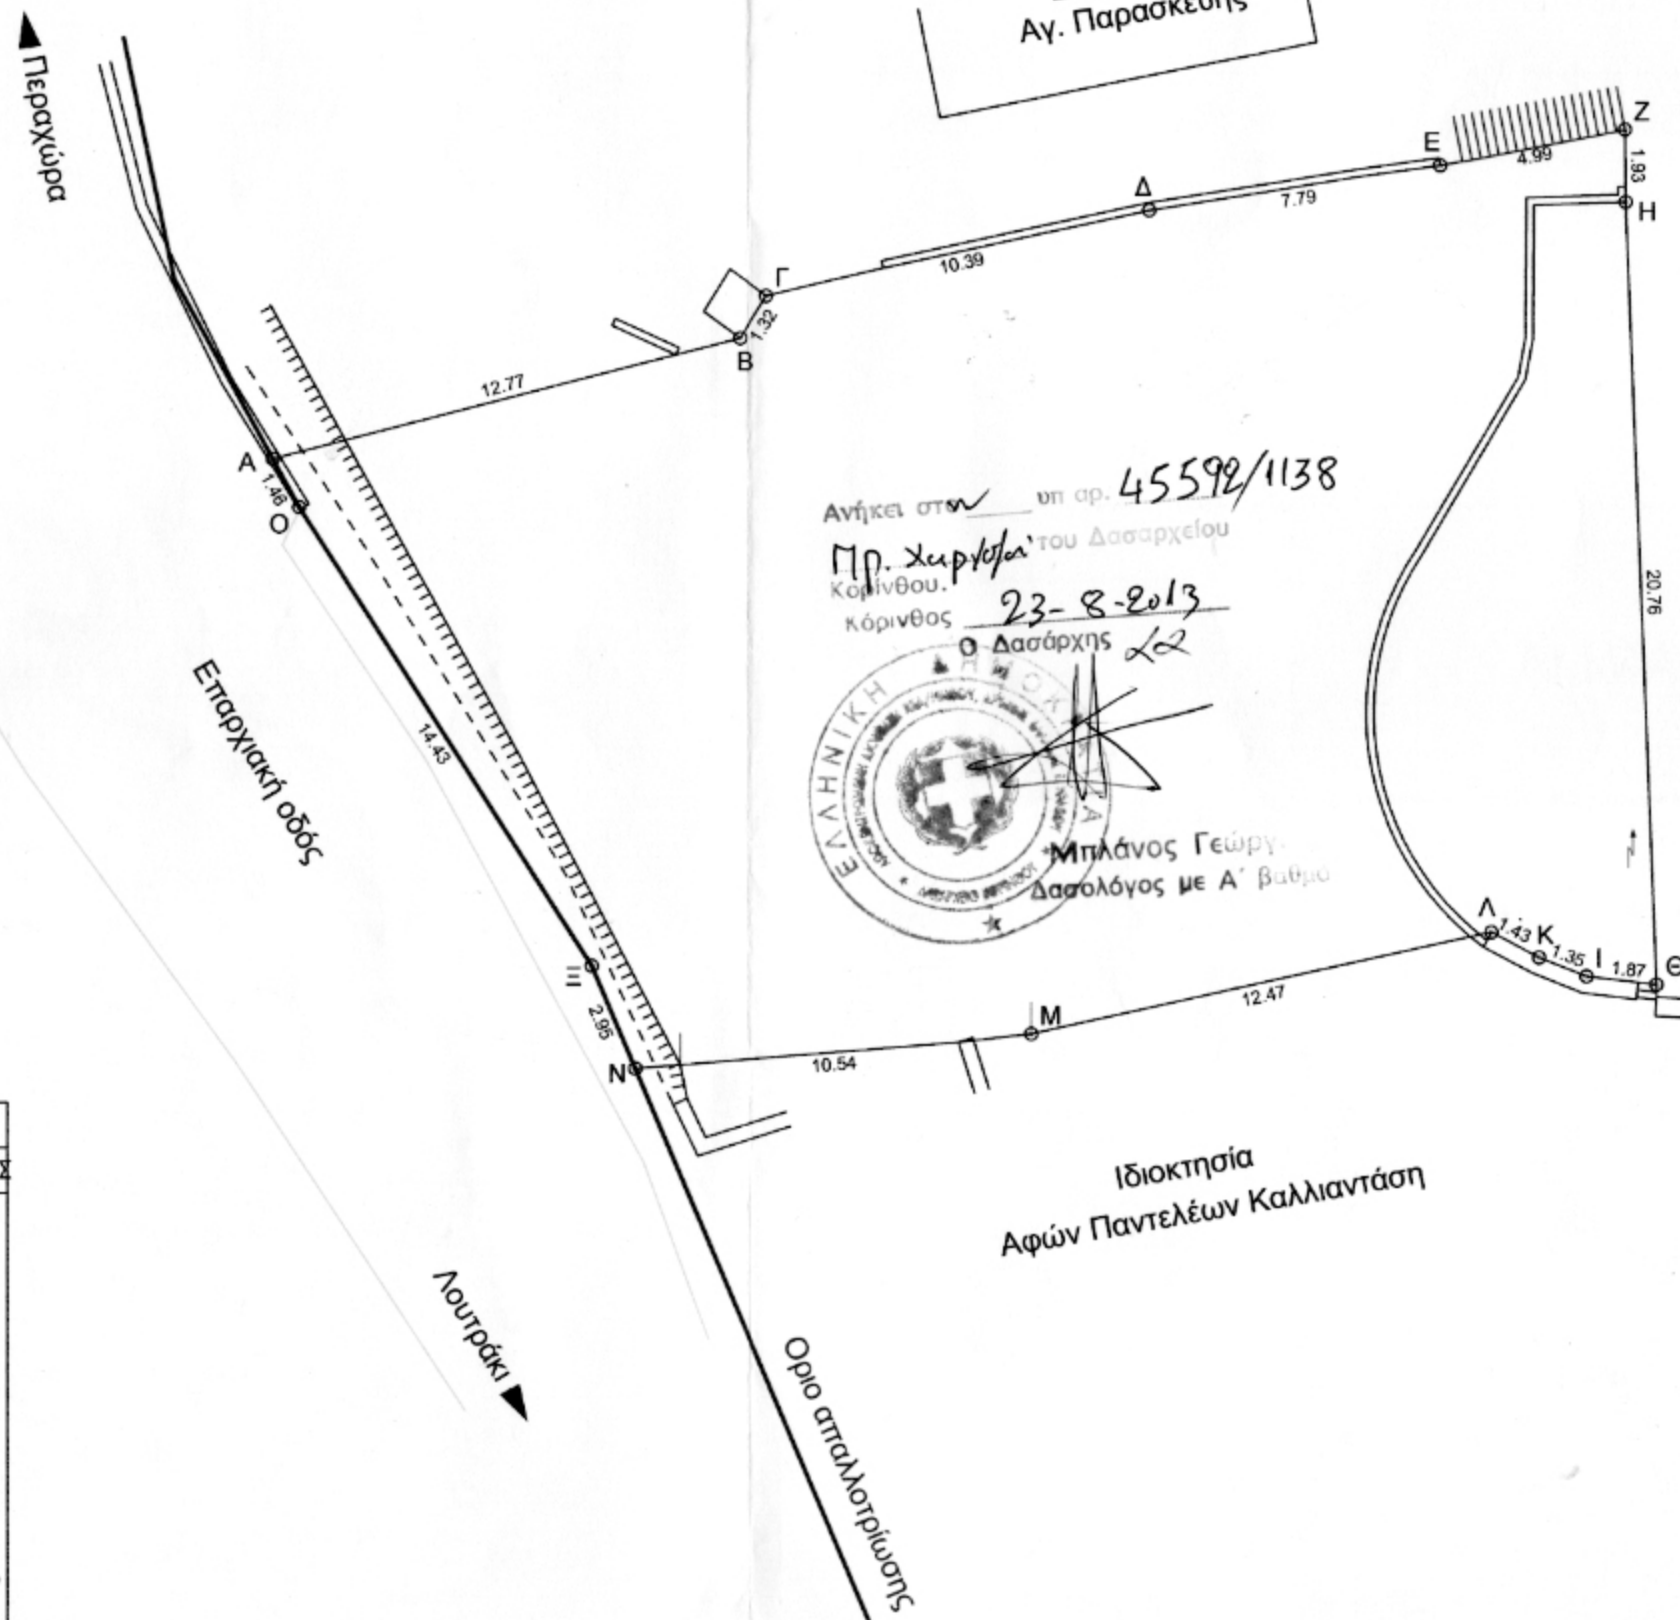 Αγ. Παρασκευής
Περαχώρα
Ζ
Ε
4.99
1.93
Δ
Η
7.79
10.39
Γ
1.32
Β
12.77
Α
1.46
Ο
Ανήκει στον υπ αρ. 45592/1138
Πρ. του Δασαρχείου
Κορίνθου.
Κόρινθος 23-8-2013
Ο Δασάρχης
20.76
Επαρχιακή οδός
14.43
ΕΛΛΗΝΙΚΗ ΔΗΜΟΚΡΑΤΙΑ
Μπλάνος Γεώργ.
Δασολόγος με Α΄ βαθμό
Λ
1.43
Κ
1.35
Ι
1.87
Θ
Ξ
2.95
12.47
Μ
Ν
10.54
Ιδιοκτησία
Αφών Παντελέων Καλλιαντάση
Σ
Λουτράκι
Οριο απαλλοτρίωσης